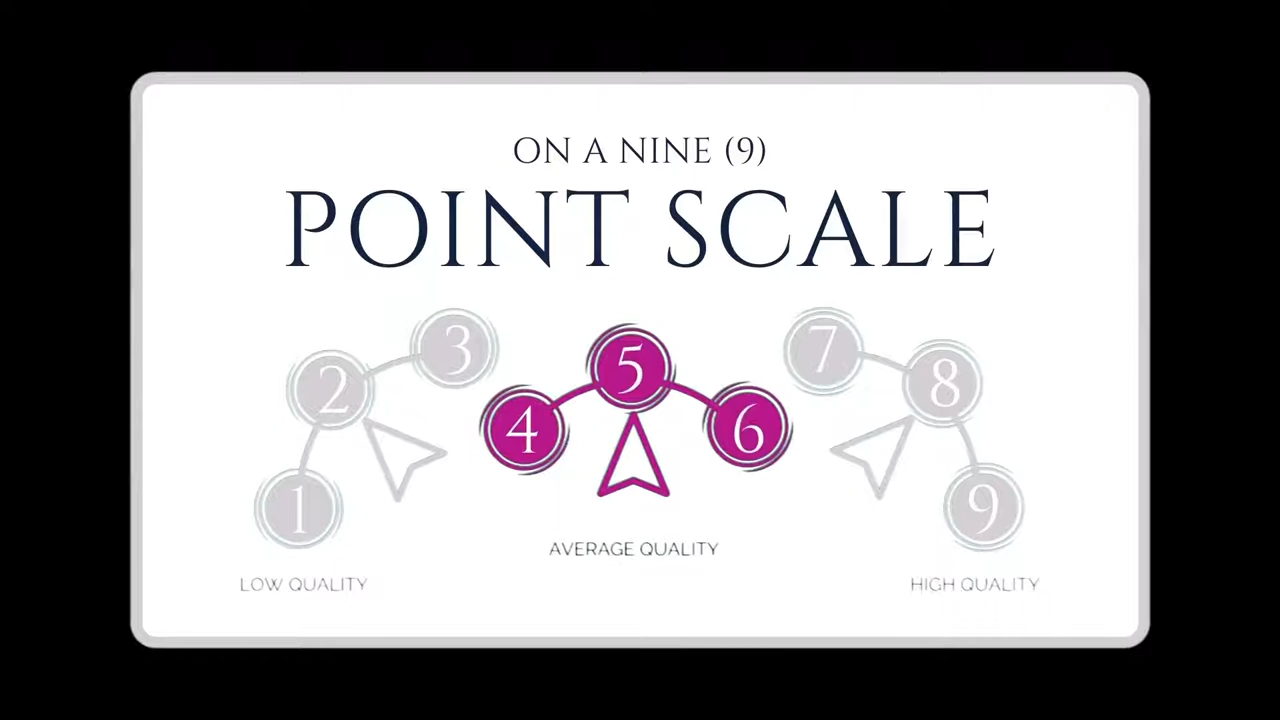 ON A NINE (9)
POINT SCALE
1
2
3
4
5
6
7
8
9
LOW QUALITY
AVERAGE QUALITY
HIGH QUALITY